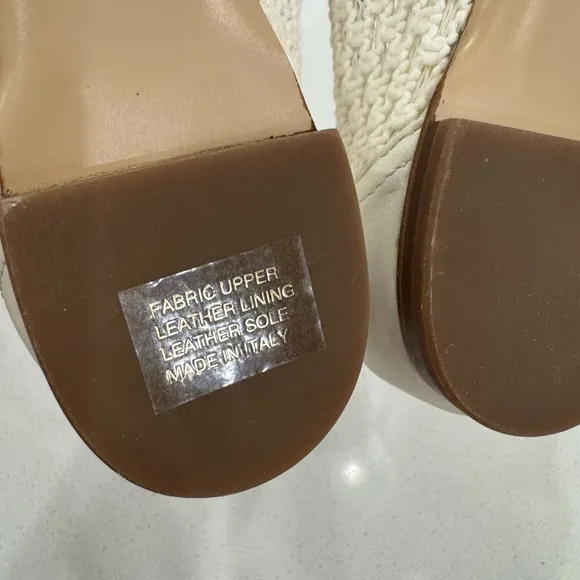 FABRIC UPPER
LEATHER LINING
LEATHER SOLE
MADE IN ITALY